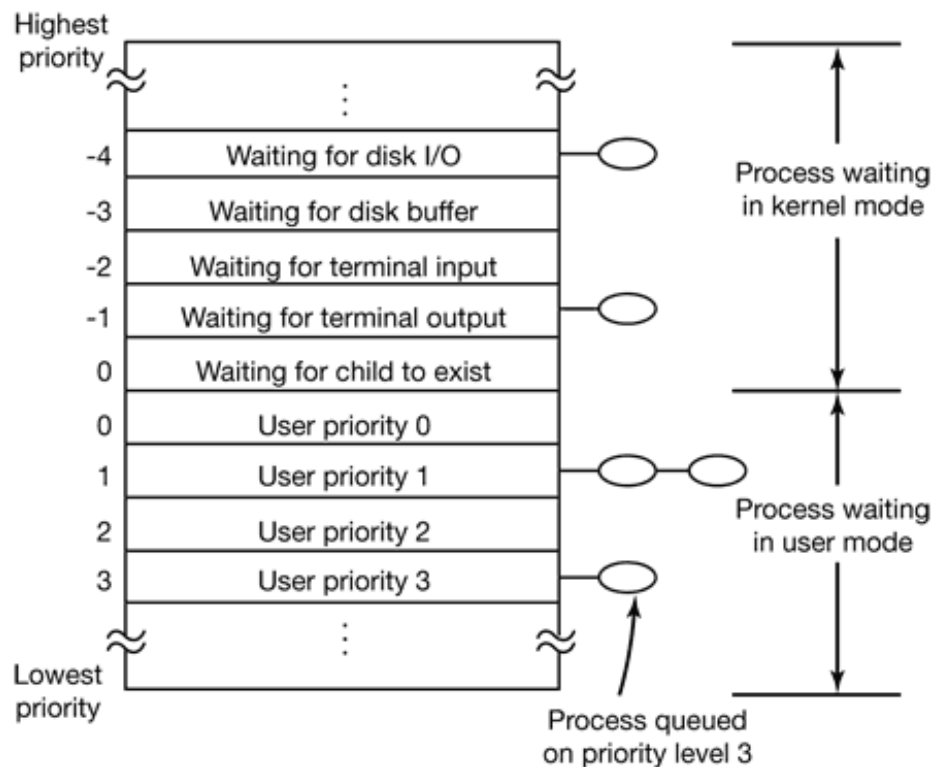 Highest
priority
⋮
-4 Waiting for disk I/O
-3 Waiting for disk buffer
-2 Waiting for terminal input
-1 Waiting for terminal output
0 Waiting for child to exist
0 User priority 0
1 User priority 1
2 User priority 2
3 User priority 3
⋮
Lowest
priority
Process waiting
in kernel mode
Process waiting
in user mode
Process queued
on priority level 3